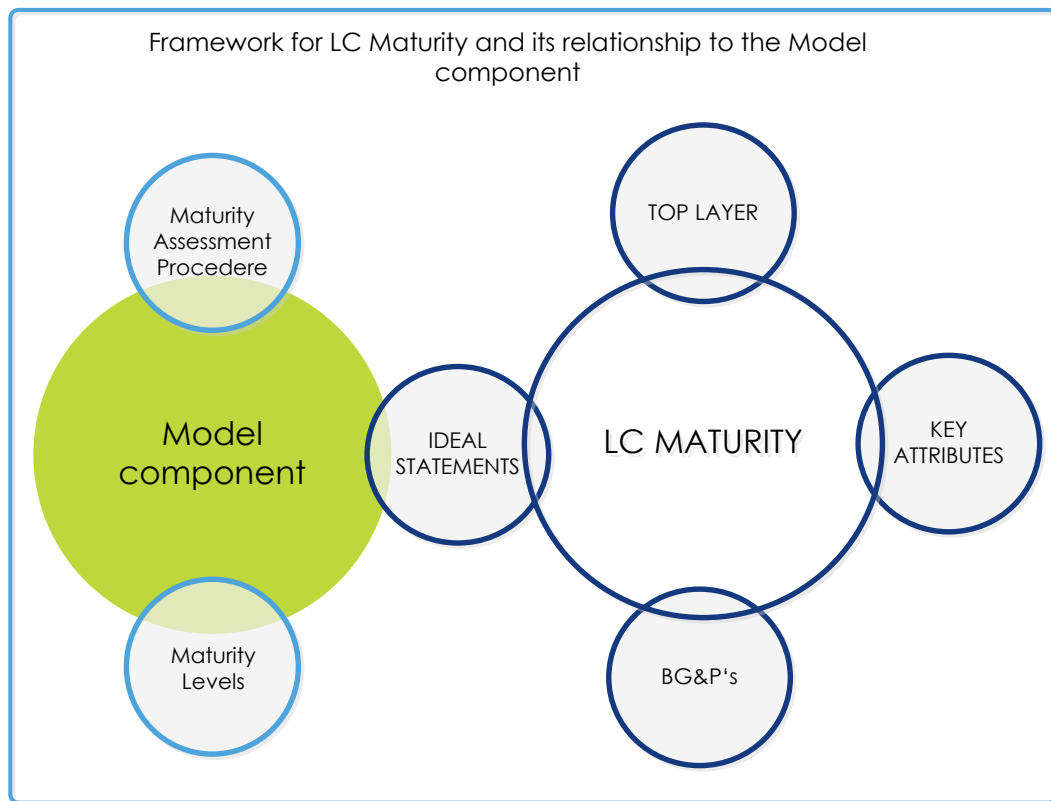 Framework for LC Maturity and its relationship to the Model
component
Maturity
Assessment
Procedere
TOP LAYER
Model
component
IDEAL
STATEMENTS
LC MATURITY
KEY
ATTRIBUTES
Maturity
Levels
BG&P‘s